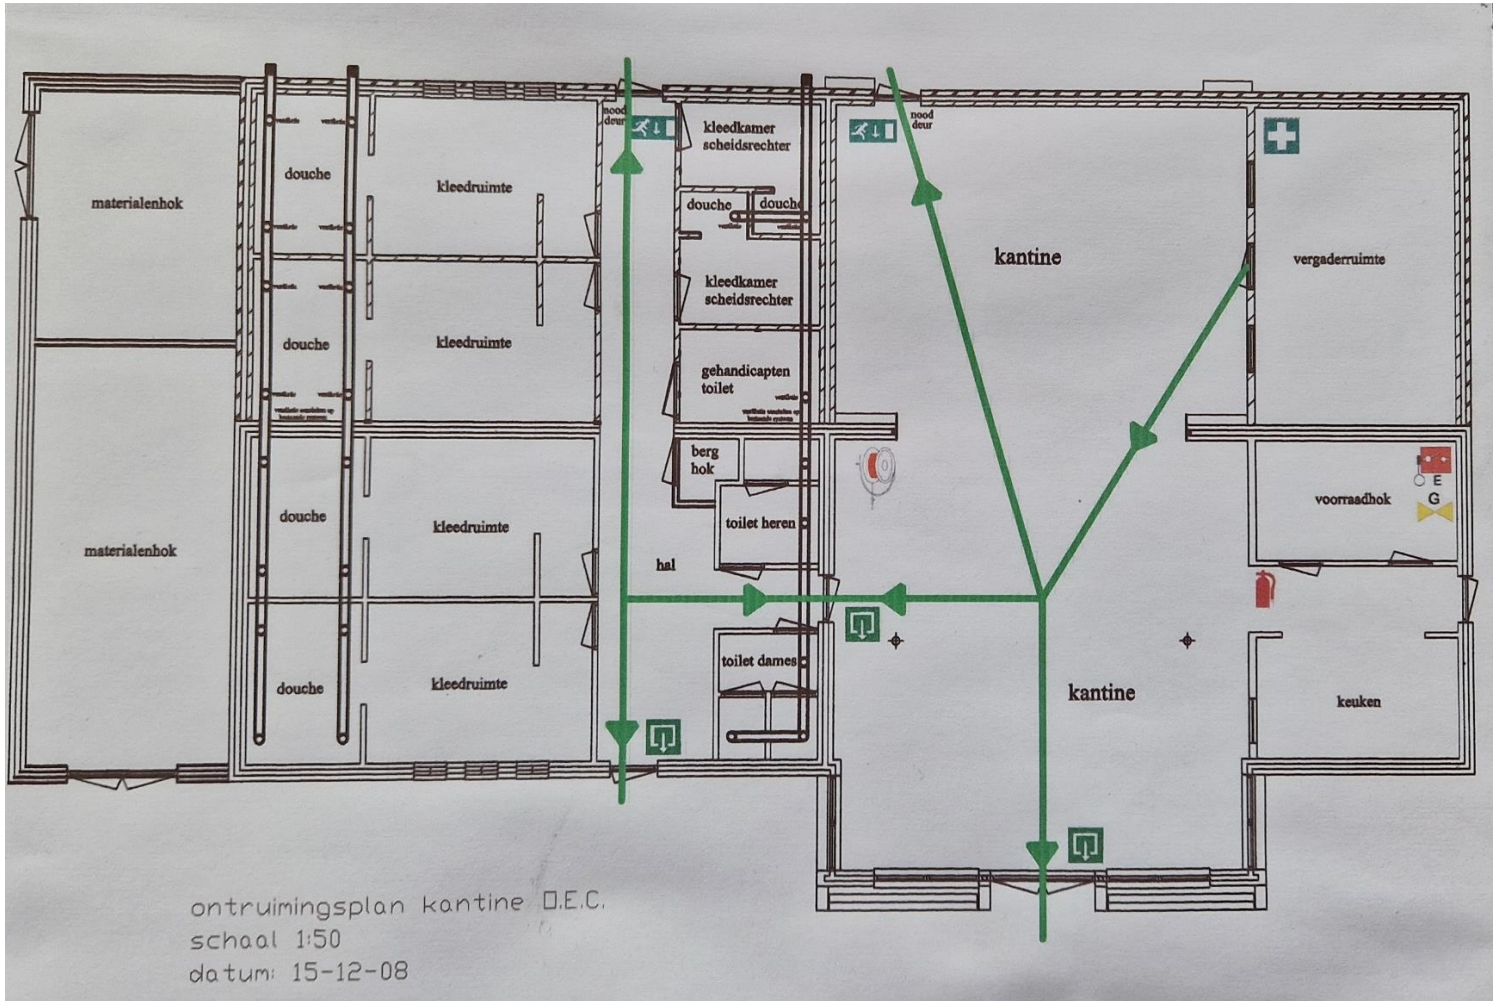 nood
deur
nood
deur
kleedkamer
scheidsrechter
douche
kleedruimte
materialenhok
douche
douche
kantine
vergaderruimte
kleedkamer
scheidsrechter
douche
kleedruimte
gehandicapten
toilet
berg
hok
E
G
voorraadhok
douche
kleedruimte
toilet heren
materialenhok
hal
toilet dames
douche
kleedruimte
kantine
keuken
ontruimingsplan kantine D.E.C.
schaal 1:50
datum: 15-12-08